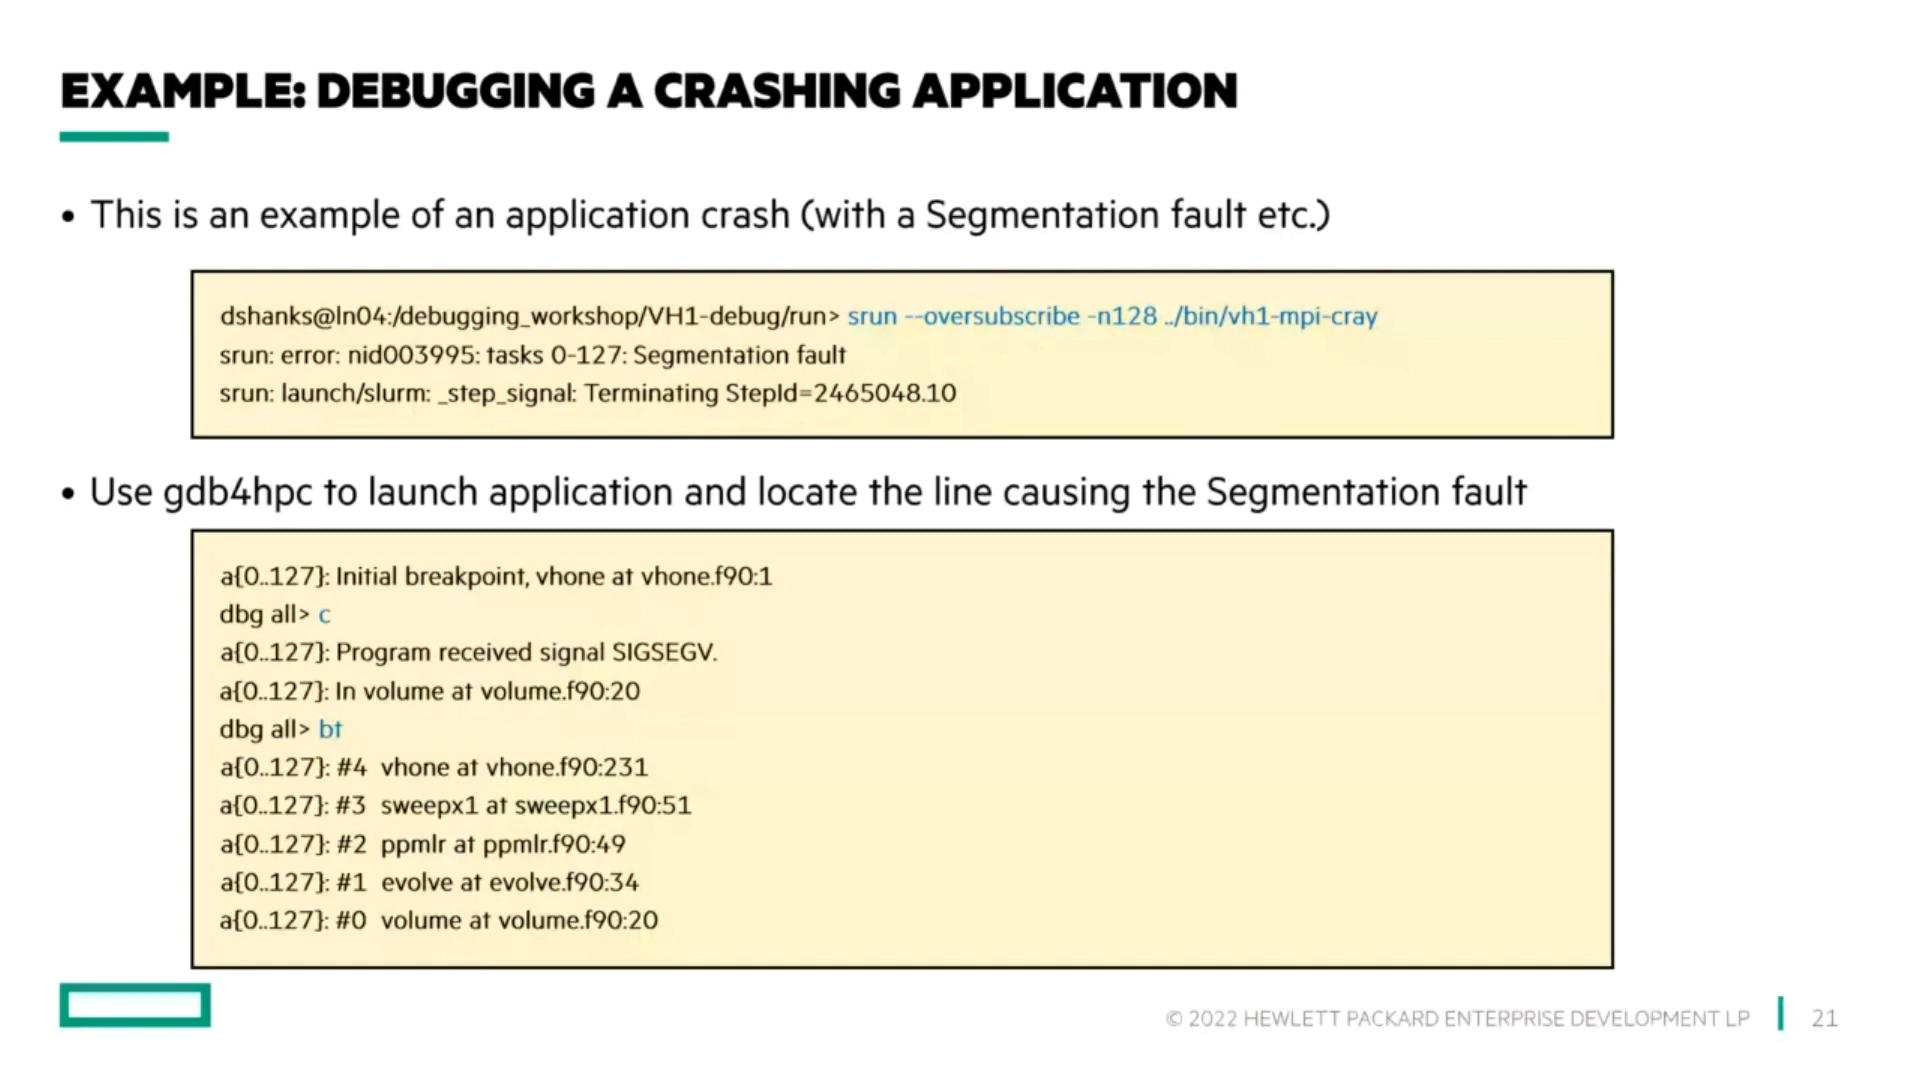 EXAMPLE: DEBUGGING A CRASHING APPLICATION
• This is an example of an application crash (with a Segmentation fault etc.)
dshanks@ln04:/debugging_workshop/VH1-debug/run> srun --oversubscribe -n128 ../bin/vh1-mpi-cray
srun: error: nid003995: tasks 0-127: Segmentation fault
srun: launch/slurm: _step_signal: Terminating StepId=2465048.10
• Use gdb4hpc to launch application and locate the line causing the Segmentation fault
a{0..127}: Initial breakpoint, vhone at vhone.f90:1
dbg all> c
a{0..127}: Program received signal SIGSEGV.
a{0..127}: In volume at volume.f90:20
dbg all> bt
a{0..127}: #4 vhone at vhone.f90:231
a{0..127}: #3 sweepx1 at sweepx1.f90:51
a{0..127}: #2 ppmlr at ppmlr.f90:49
a{0..127}: #1 evolve at evolve.f90:34
a{0..127}: #0 volume at volume.f90:20
© 2022 HEWLETT PACKARD ENTERPRISE DEVELOPMENT LP 21